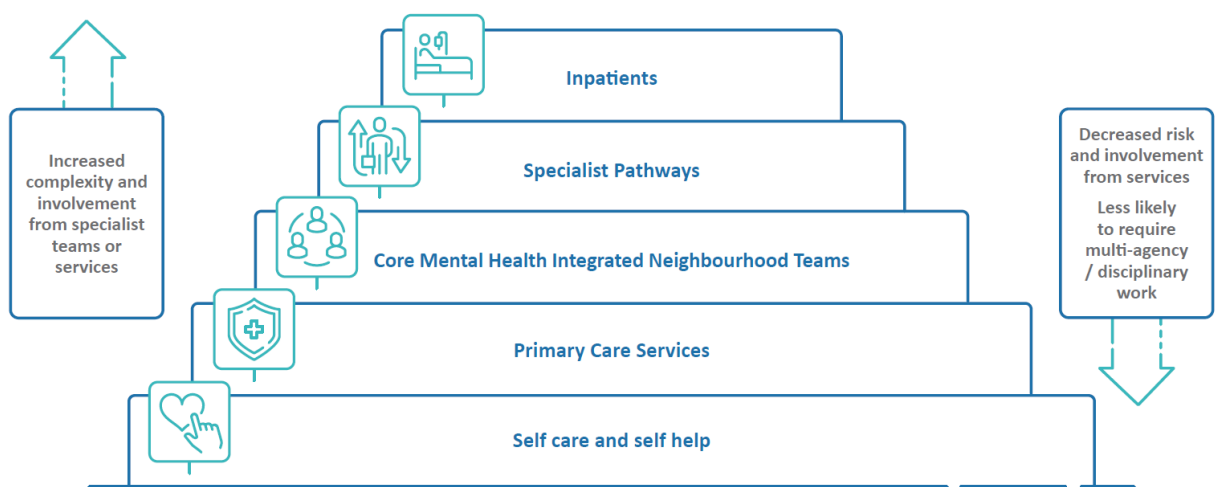 Inpatients
Specialist Pathways
Core Mental Health Integrated Neighbourhood Teams
Primary Care Services
Self care and self help
Increased
complexity and
involvement
from specialist
teams or
services
Decreased risk
and involvement
from services
Less likely
to require
multi-agency
/ disciplinary
work